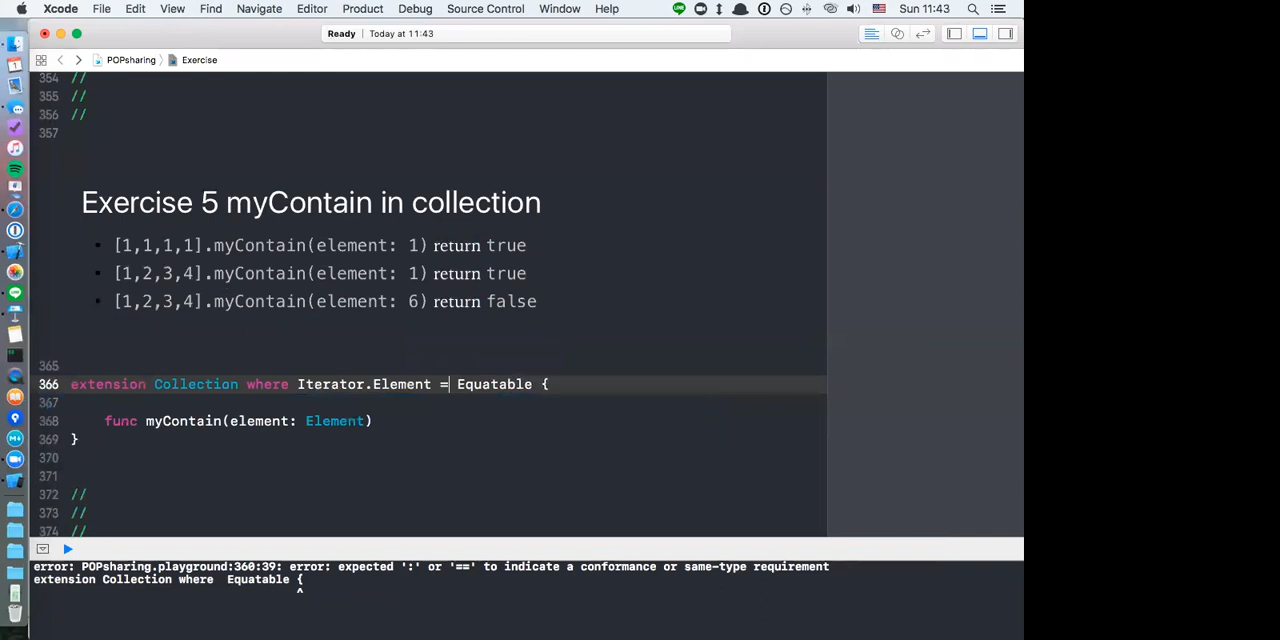 Xcode File Edit View Find Navigate Editor Product Debug Source Control Window Help Sun 11:43
Ready | Today at 11:43
POPsharing Exercise
354 //
355 //
356 //
357
Exercise 5 myContain in collection
• [1,1,1,1].myContain(element: 1) return true
• [1,2,3,4].myContain(element: 1) return true
• [1,2,3,4].myContain(element: 6) return false
365
366 extension Collection where Iterator.Element = Equatable {
367
368 func myContain(element: Element)
369 }
370
371
372 //
373 //
374 //
error: POPsharing.playground:360:39: error: expected ':' or '==' to indicate a conformance or same-type requirement
extension Collection where  Equatable {
^